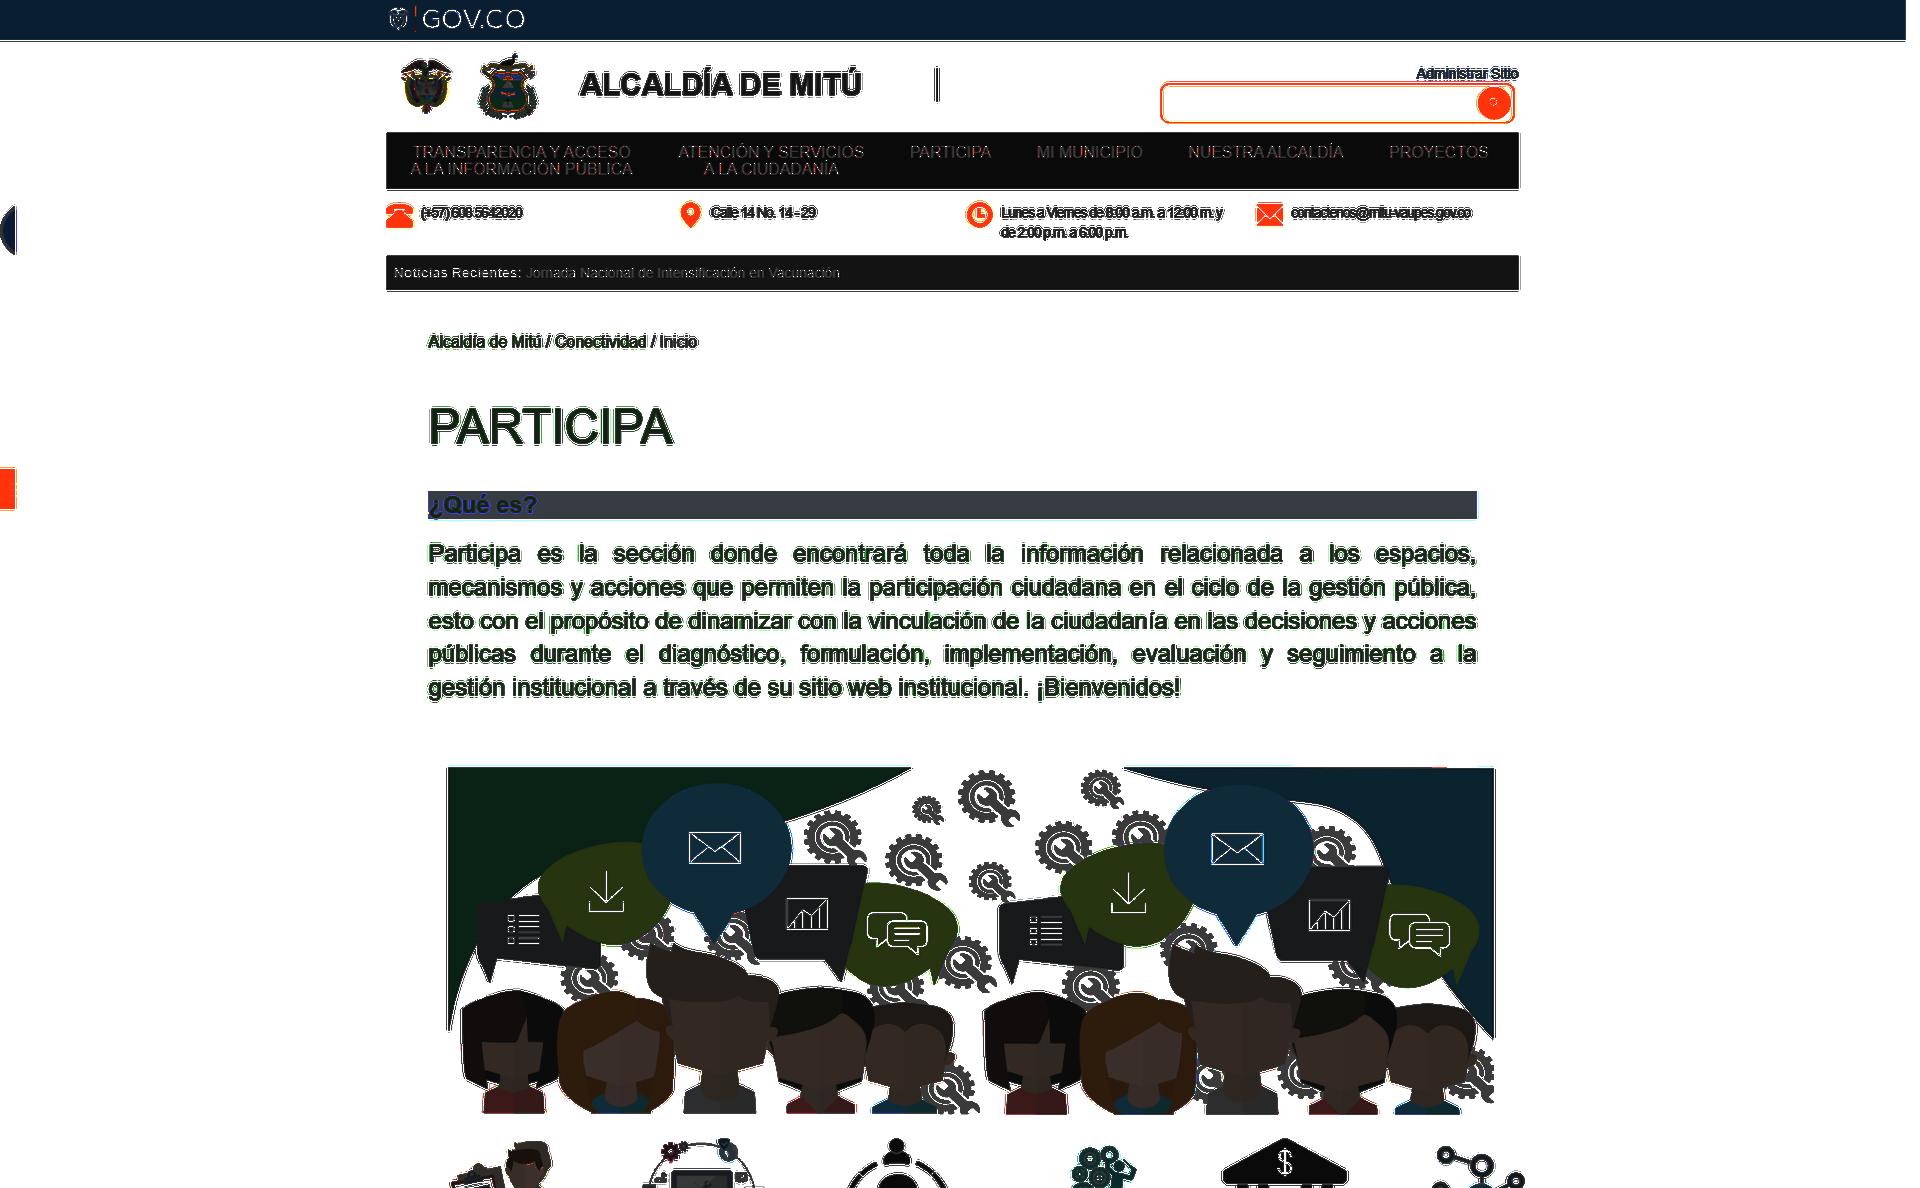 GOV.CO
ALCALDÍA DE MITÚ
Administrar Sitio
TRANSPARENCIA Y ACCESO
A LA INFORMACIÓN PÚBLICA
ATENCIÓN Y SERVICIOS
A LA CIUDADANÍA
PARTICIPA
MI MUNICIPIO
NUESTRA ALCALDÍA
PROYECTOS
(+57) 608 5642020
Calle 14 No. 14 - 29
Lunes a Viernes de 8:00 a.m. a 12:00 m. y
de 2:00 p.m. a 6:00 p.m.
contactenos@mitu-vaupes.gov.co
Noticias Recientes: Jornada Nacional de Intensificación en Vacunación
Alcaldía de Mitú / Conectividad / Inicio
PARTICIPA
¿Qué es?
Participa es la sección donde encontrará toda la información relacionada a los espacios,
mecanismos y acciones que permiten la participación ciudadana en el ciclo de la gestión pública,
esto con el propósito de dinamizar con la vinculación de la ciudadanía en las decisiones y acciones
públicas durante el diagnóstico, formulación, implementación, evaluación y seguimiento a la
gestión institucional a través de su sitio web institucional. ¡Bienvenidos!
$